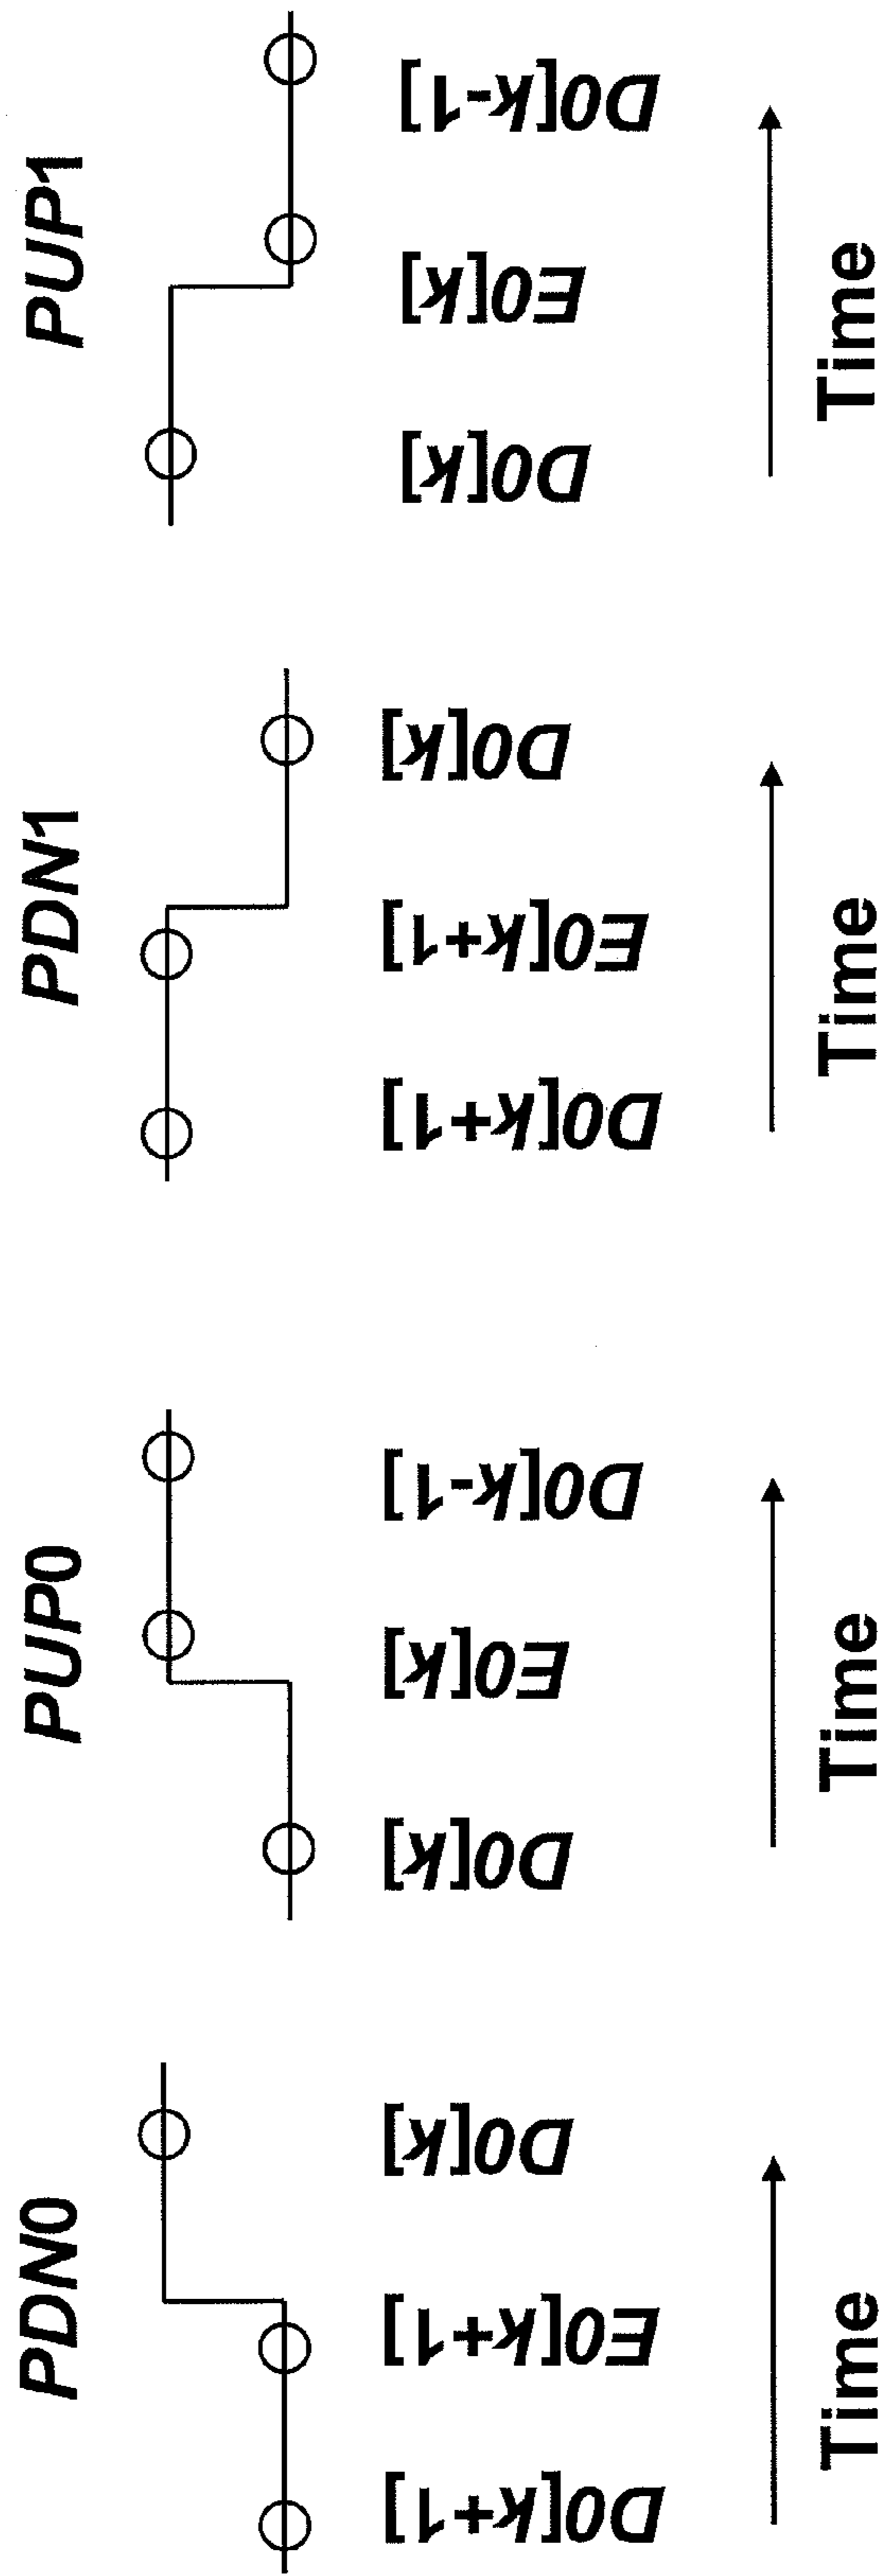 PDN0
D0[k+1]
E0[k+1]
D0[k]
Time
PUP0
D0[k]
E0[k]
D0[k-1]
Time
PDN1
D0[k+1]
E0[k+1]
D0[k]
Time
PUP1
D0[k]
E0[k]
D0[k-1]
Time